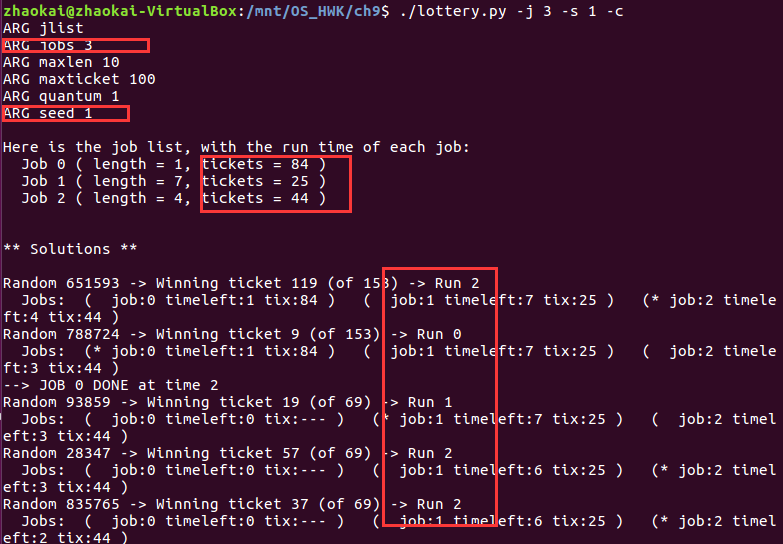 zhaokai@zhaokai-VirtualBox:/mnt/OS_HWK/ch9$ ./lottery.py -j 3 -s 1 -c
ARG jlist
ARG jobs 3
ARG maxlen 10
ARG maxticket 100
ARG quantum 1
ARG seed 1
Here is the job list, with the run time of each job:
  Job 0 ( length = 1, tickets = 84 )
  Job 1 ( length = 7, tickets = 25 )
  Job 2 ( length = 4, tickets = 44 )
** Solutions **
Random 651593 -> Winning ticket 119 (of 153) -> Run 2
  Jobs:  (  job:0 timeleft:1 tix:84 )   (  job:1 timeleft:7 tix:25 )   (* job:2 timele
ft:4 tix:44 )
Random 788724 -> Winning ticket 9 (of 153) -> Run 0
  Jobs:  (* job:0 timeleft:1 tix:84 )   (  job:1 timeleft:7 tix:25 )   (  job:2 timele
ft:3 tix:44 )
--> JOB 0 DONE at time 2
Random 93859 -> Winning ticket 19 (of 69) -> Run 1
  Jobs:  (  job:0 timeleft:0 tix:--- )   (* job:1 timeleft:7 tix:25 )   (  job:2 timel
eft:3 tix:44 )
Random 28347 -> Winning ticket 57 (of 69) -> Run 2
  Jobs:  (  job:0 timeleft:0 tix:--- )   (  job:1 timeleft:6 tix:25 )   (* job:2 timel
eft:3 tix:44 )
Random 835765 -> Winning ticket 37 (of 69) -> Run 2
  Jobs:  (  job:0 timeleft:0 tix:--- )   (  job:1 timeleft:6 tix:25 )   (* job:2 timel
eft:2 tix:44 )